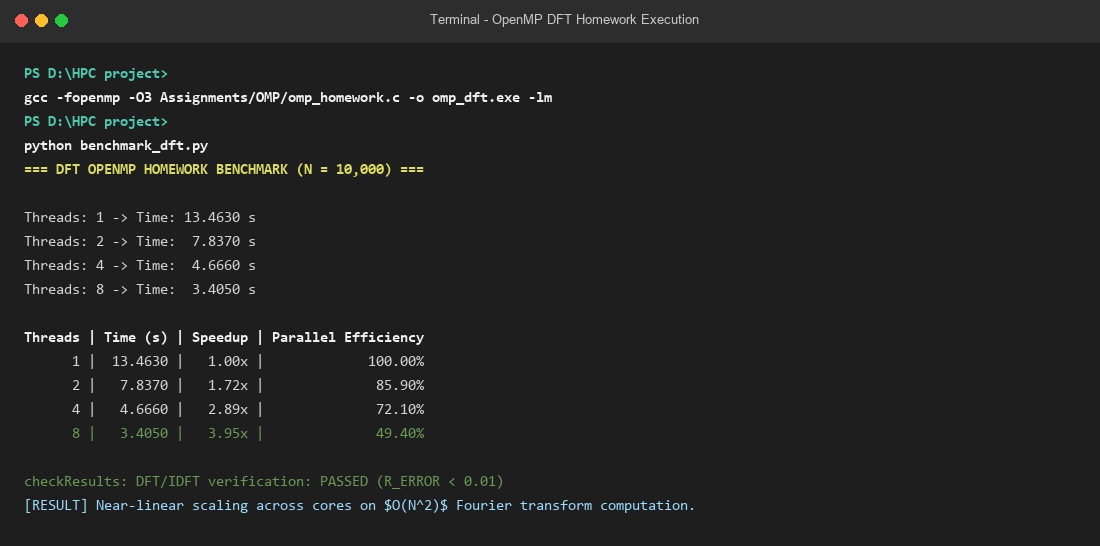 Terminal - OpenMP DFT Homework Execution
PS D:\HPC project>
gcc -fopenmp -O3 Assignments/OMP/omp_homework.c -o omp_dft.exe -lm
PS D:\HPC project>
python benchmark_dft.py
=== DFT OPENMP HOMEWORK BENCHMARK (N = 10,000) ===
Threads: 1 -> Time: 13.4630 s
Threads: 2 -> Time:  7.8370 s
Threads: 4 -> Time:  4.6660 s
Threads: 8 -> Time:  3.4050 s
Threads | Time (s) | Speedup | Parallel Efficiency
      1 |  13.4630 |   1.00x |             100.00%
      2 |   7.8370 |   1.72x |              85.90%
      4 |   4.6660 |   2.89x |              72.10%
      8 |   3.4050 |   3.95x |              49.40%
checkResults: DFT/IDFT verification: PASSED (R_ERROR < 0.01)
[RESULT] Near-linear scaling across cores on $O(N^2)$ Fourier transform computation.